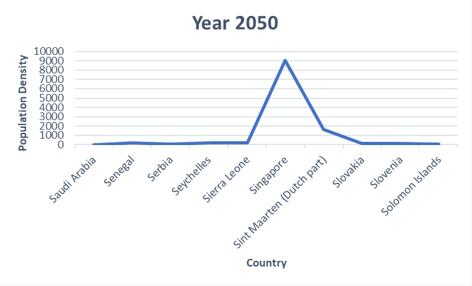 Year 2050
Population Density
10000
9000
8000
7000
6000
5000
4000
3000
2000
1000
0
Saudi Arabia
Senegal
Serbia
Seychelles
Sierra Leone
Singapore
Sint Maarten (Dutch part)
Slovakia
Slovenia
Solomon Islands
Country